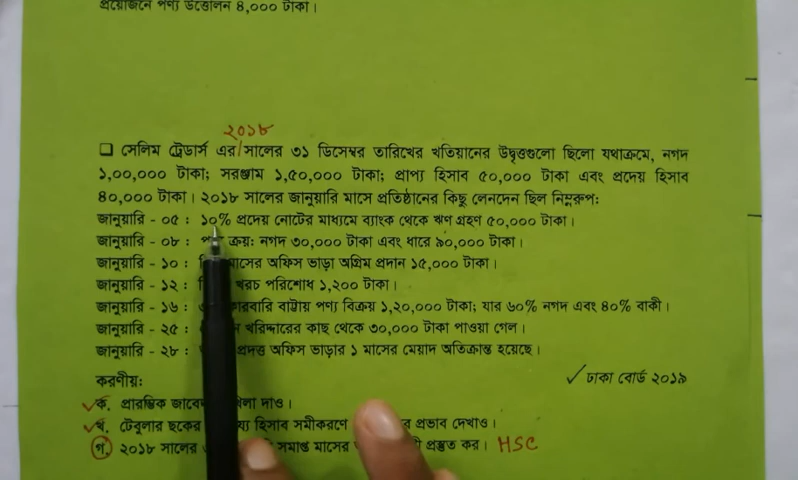 প্রয়োজনে পণ্য উত্তোলন ৪,০০০ টাকা।
২০১৮
সেলিম ট্রেডার্স এর/সালের ৩১ ডিসেম্বর তারিখের খতিয়ানের উদ্বৃত্তগুলো ছিলো যথাক্রমে, নগদ
১,০০,০০০ টাকা; সরঞ্জাম ১,৫০,০০০ টাকা; প্রাপ্য হিসাব ৫০,০০০ টাকা এবং প্রদেয় হিসাব
৪০,০০০ টাকা। ২০১৮ সালের জানুয়ারি মাসে প্রতিষ্ঠানের কিছু লেনদেন ছিল নিম্নরুপ:
জানুয়ারি - ০৫ : ১০% প্রদেয় নোটের মাধ্যমে ব্যাংক থেকে ঋণ গ্রহণ ৫০,০০০ টাকা।
জানুয়ারি - ০৮ : ক্রয়: নগদ ৩০,০০০ টাকা এবং ধারে ৯০,০০০ টাকা।
জানুয়ারি - ১০ : মাসের অফিস ভাড়া অগ্রিম প্রদান ১৫,০০০ টাকা।
জানুয়ারি - ১২ : খরচ পরিশোধ ১,২০০ টাকা।
জানুয়ারি - ১৬ : কারবারি বাট্টায় পণ্য বিক্রয় ১,২০,০০০ টাকা; যার ৬০% নগদ এবং ৪০% বাকী।
জানুয়ারি - ২৫ : খরিদ্দারের কাছ থেকে ৩০,০০০ টাকা পাওয়া গেল।
জানুয়ারি - ২৮ : প্রদত্ত অফিস ভাড়ার ১ মাসের মেয়াদ অতিক্রান্ত হয়েছে।
করণীয়: ঢাকা বোর্ড ২০১৯
ক. প্রারম্ভিক দাও।
খ. টেবুলার ছকের হিসাব সমীকরণে প্রভাব দেখাও।
গ. ২০১৮ সালের সমাপ্ত মাসের প্রস্তুত কর। HSC